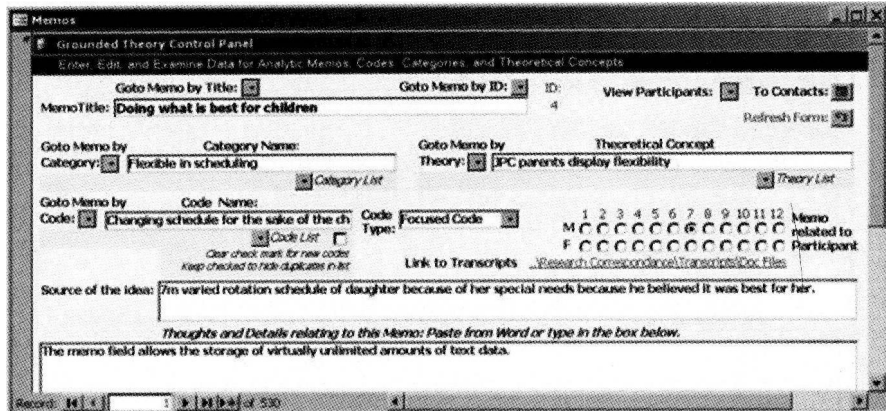 Memos
Grounded Theory Control Panel
Enter, Edit, and Examine Data for Analytic Memos, Codes, Categories, and Theoretical Concepts
Goto Memo by Title: Goto Memo by ID: ID: View Participants: To Contacts:
MemoTitle: Doing what is best for children 4
Refresh Form:
Goto Memo by Category Name: Goto Memo by Theoretical Concept
Category: Flexible in scheduling Theory: JPC parents display flexibility
Category List Theory List
Goto Memo by Code Name:
Code: Changing schedule for the sake of the ch Code Type: Focused Code
1 2 3 4 5 6 7 8 9 10 11 12 Memo
M related to
F Participant
Code List
Clear check mark for new codes
Keep checked to hide duplicates in list
Link to Transcripts ..\Research Correspondance\Transcripts\Doc Files
Source of the idea: 7m varied rotation schedule of daughter because of her special needs because he believed it was best for her.
Thoughts and Details relating to this Memo: Paste from Word or type in the box below.
The memo field allows the storage of virtually unlimited amounts of text data.
Record: 1 of 530